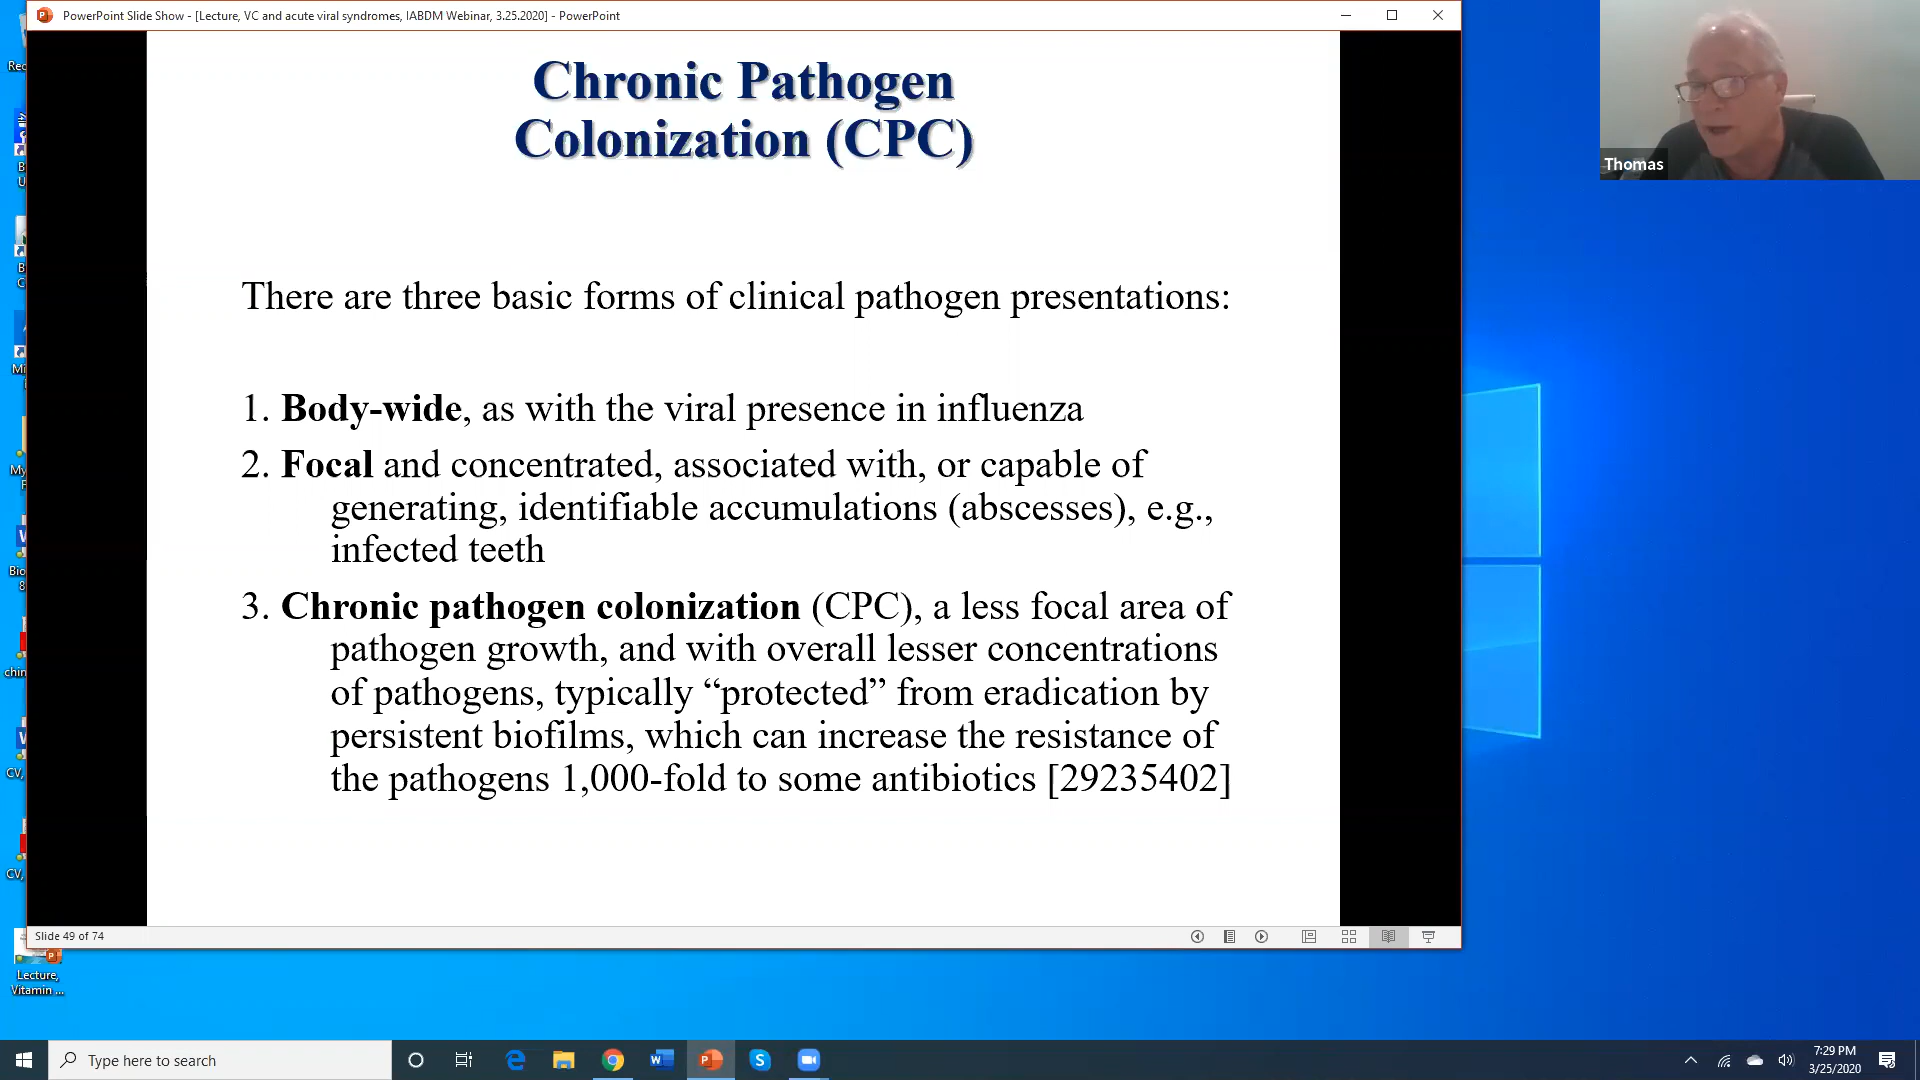 PowerPoint Slide Show - [Lecture, VC and acute viral syndromes, IABDM Webinar, 3.25.2020] - PowerPoint
Chronic Pathogen
Colonization (CPC)
There are three basic forms of clinical pathogen presentations:
1. Body-wide, as with the viral presence in influenza
2. Focal and concentrated, associated with, or capable of
generating, identifiable accumulations (abscesses), e.g.,
infected teeth
3. Chronic pathogen colonization (CPC), a less focal area of
pathogen growth, and with overall lesser concentrations
of pathogens, typically “protected” from eradication by
persistent biofilms, which can increase the resistance of
the pathogens 1,000-fold to some antibiotics [29235402]
Slide 49 of 74
Thomas
Lecture,
Vitamin ...
Type here to search
7:29 PM
3/25/2020